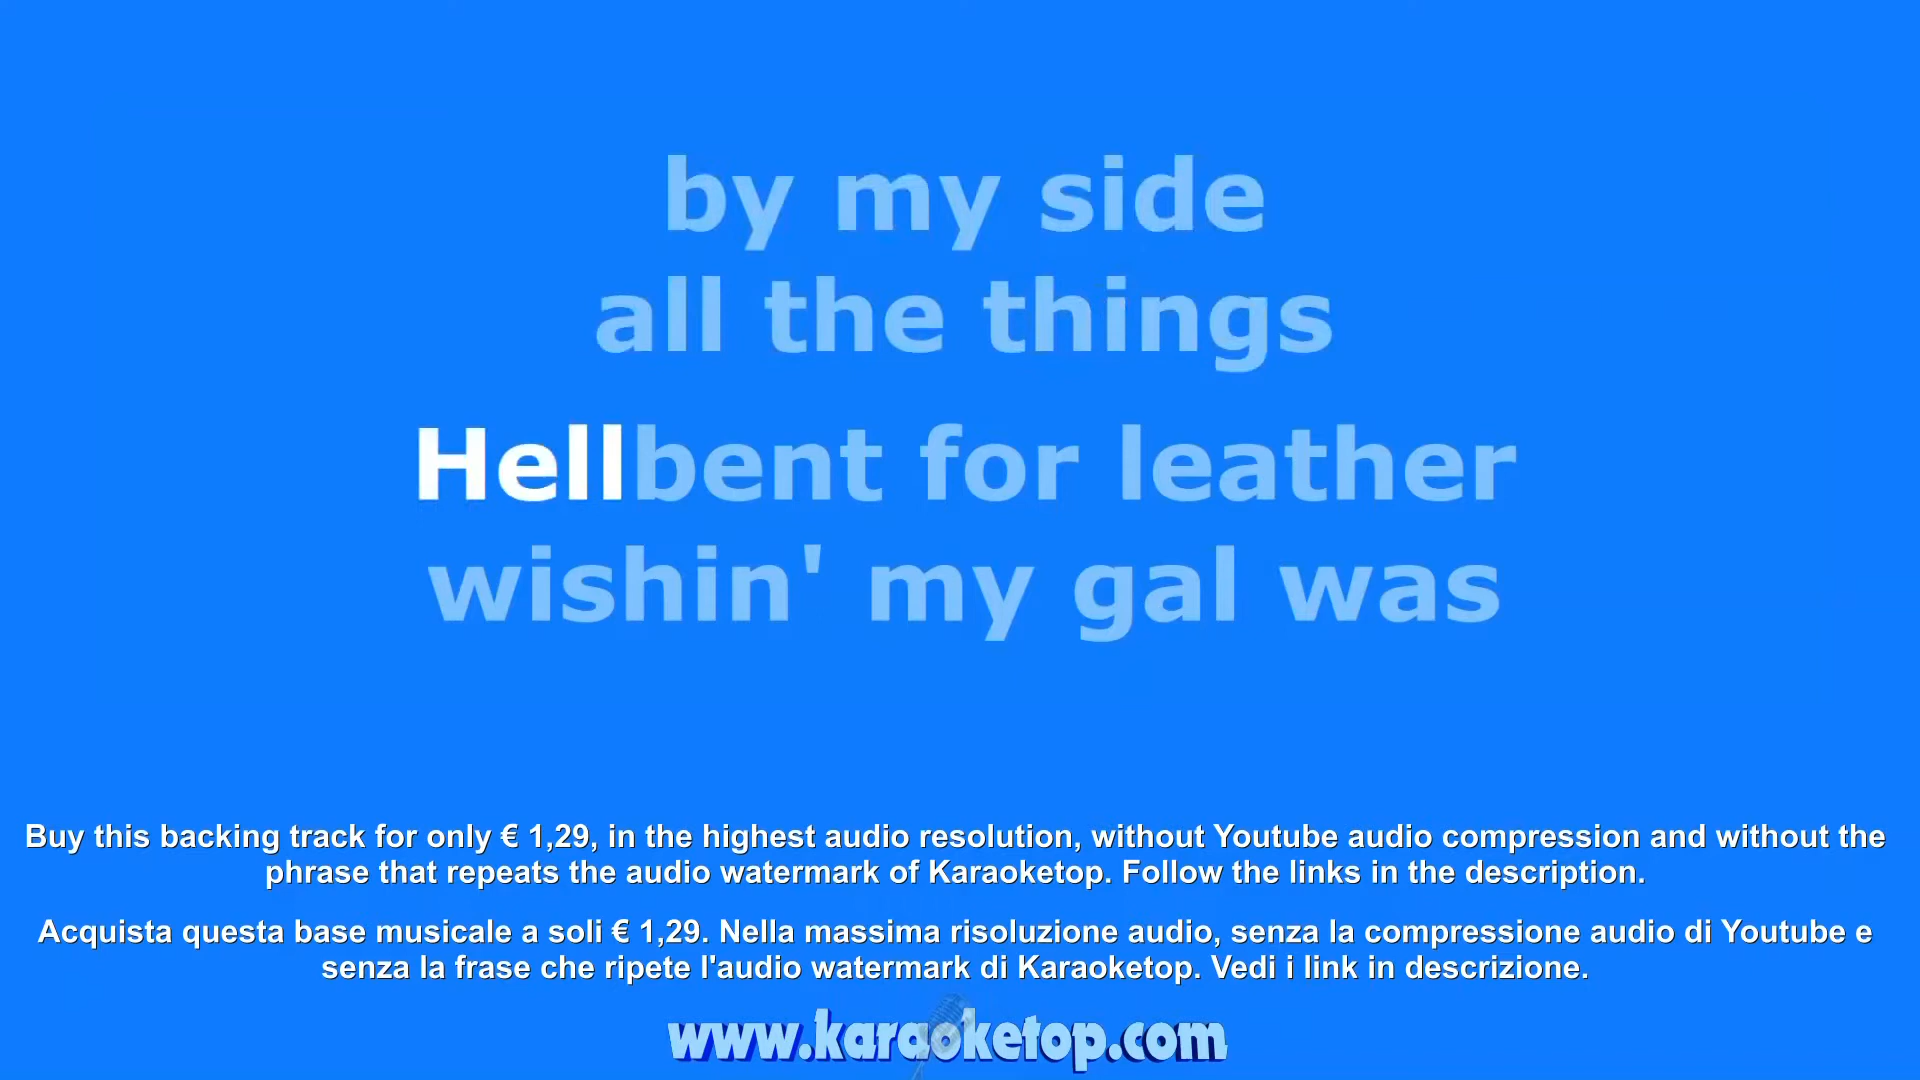 by my side
all the things
Hellbent for leather
wishin' my gal was
Buy this backing track for only € 1,29, in the highest audio resolution, without Youtube audio compression and without the
phrase that repeats the audio watermark of Karaoketop. Follow the links in the description.
Acquista questa base musicale a soli € 1,29. Nella massima risoluzione audio, senza la compressione audio di Youtube e
senza la frase che ripete l'audio watermark di Karaoketop. Vedi i link in descrizione.
www.karaoketop.com